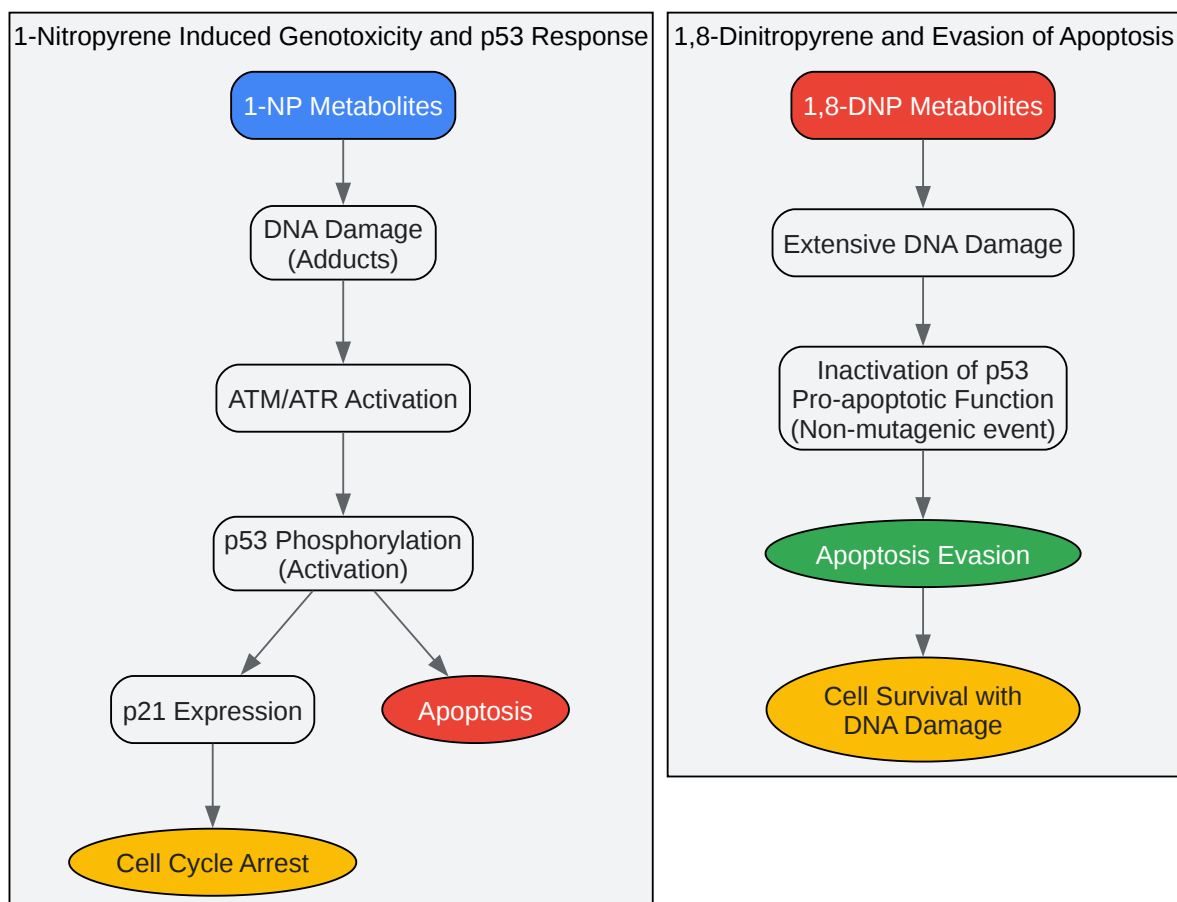 1-Nitropyrene Induced Genotoxicity and p53 Response
1-NP Metabolites
DNA Damage
(Adducts)
ATM/ATR Activation
p53 Phosphorylation
(Activation)
p21 Expression
Apoptosis
Cell Cycle Arrest
1,8-Dinitropyrene and Evasion of Apoptosis
1,8-DNP Metabolites
Extensive DNA Damage
Inactivation of p53
Pro-apoptotic Function
(Non-mutagenic event)
Apoptosis Evasion
Cell Survival with
DNA Damage